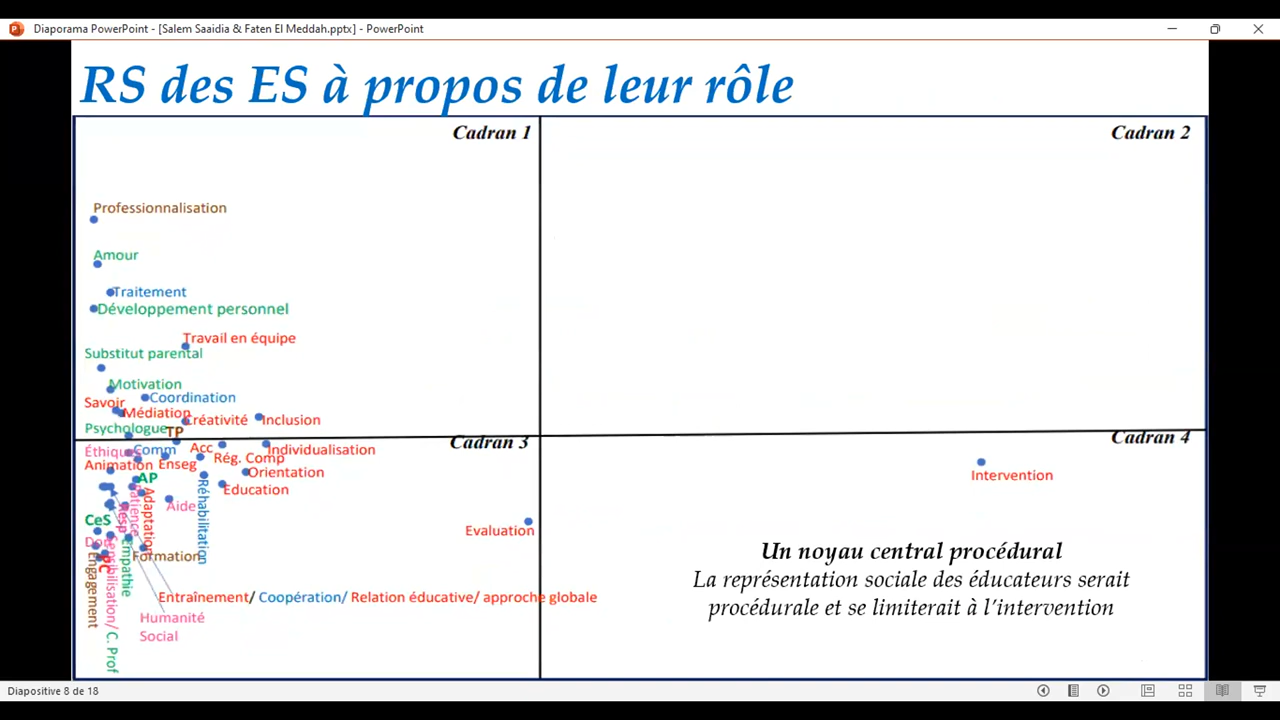 Diaporama PowerPoint - [Salem Saaidia & Faten El Meddah.pptx] - PowerPoint
RS des ES à propos de leur rôle
Cadran 1
Cadran 2
Professionnalisation
Amour
Traitement
Développement personnel
Travail en équipe
Substitut parental
Motivation
Coordination
Savoir
Médiation
Créativité
Inclusion
Psychologue
TP
Cadran 3
Cadran 4
Éthique
Comm
Acc
Individualisation
Animation
Enseg
Rég. Comp
Orientation
AP
Education
Intervention
Patience
Adaptation
Réhabilitation
Aide
Resp
CeS
Evaluation
Empathie
Formation
Engagement
Sensibilisation/ C. Prof
Entraînement/ Coopération/ Relation éducative/ approche globale
Humanité
Social
Un noyau central procédural
La représentation sociale des éducateurs serait
procédurale et se limiterait à l'intervention
Diapositive 8 de 18